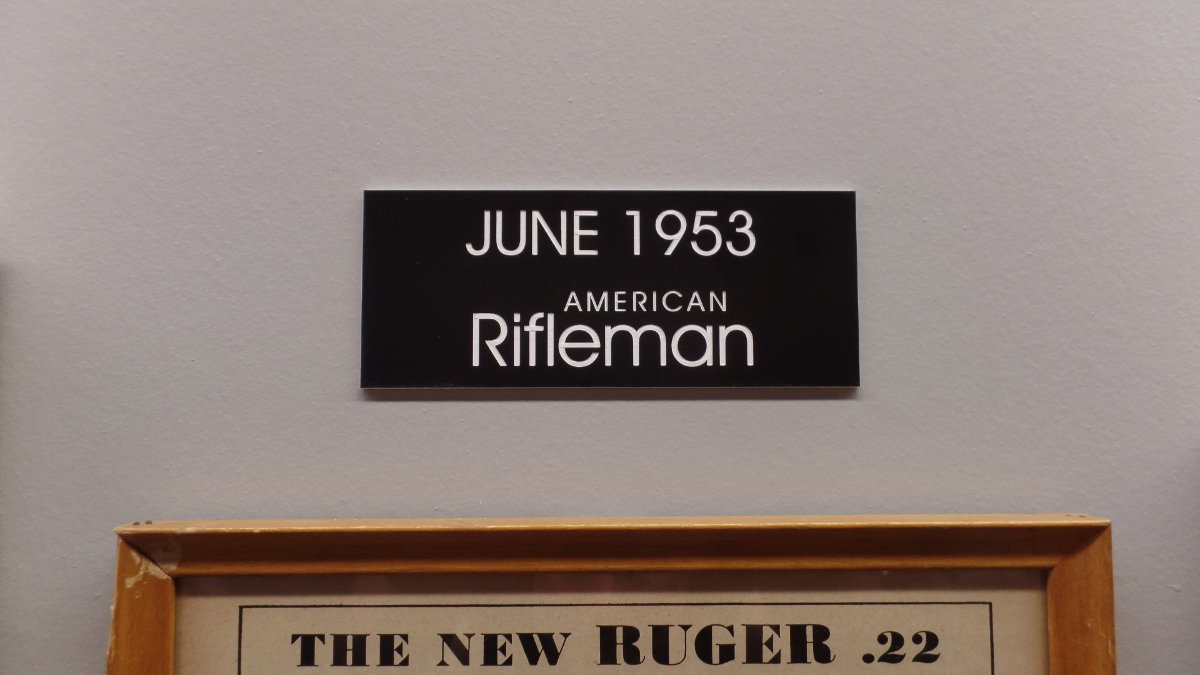 JUNE 1953
AMERICAN
Rifleman
THE NEW RUGER .22